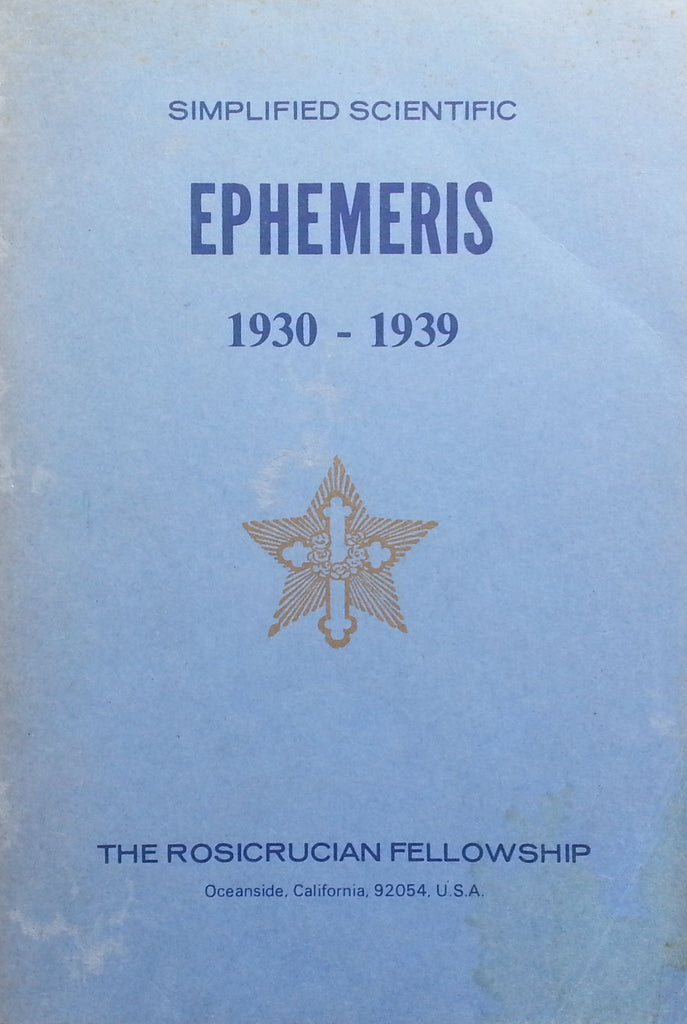 SIMPLIFIED SCIENTIFIC
EPHEMERIS
1930 - 1939
THE ROSICRUCIAN FELLOWSHIP
Oceanside, California, 92054, U.S.A.